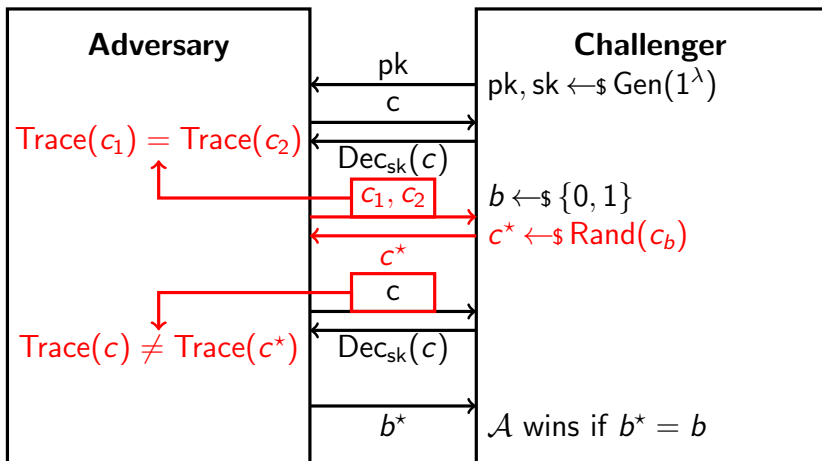 Adversary
Challenger
pk
pk, sk ←$ Gen(1^λ)
c
Trace(c₁) = Trace(c₂)
Dec_sk(c)
c₁, c₂
b ←$ {0, 1}
c* ←$ Rand(c_b)
c*
c
Trace(c) ≠ Trace(c*)
Dec_sk(c)
b*
𝒜 wins if b* = b